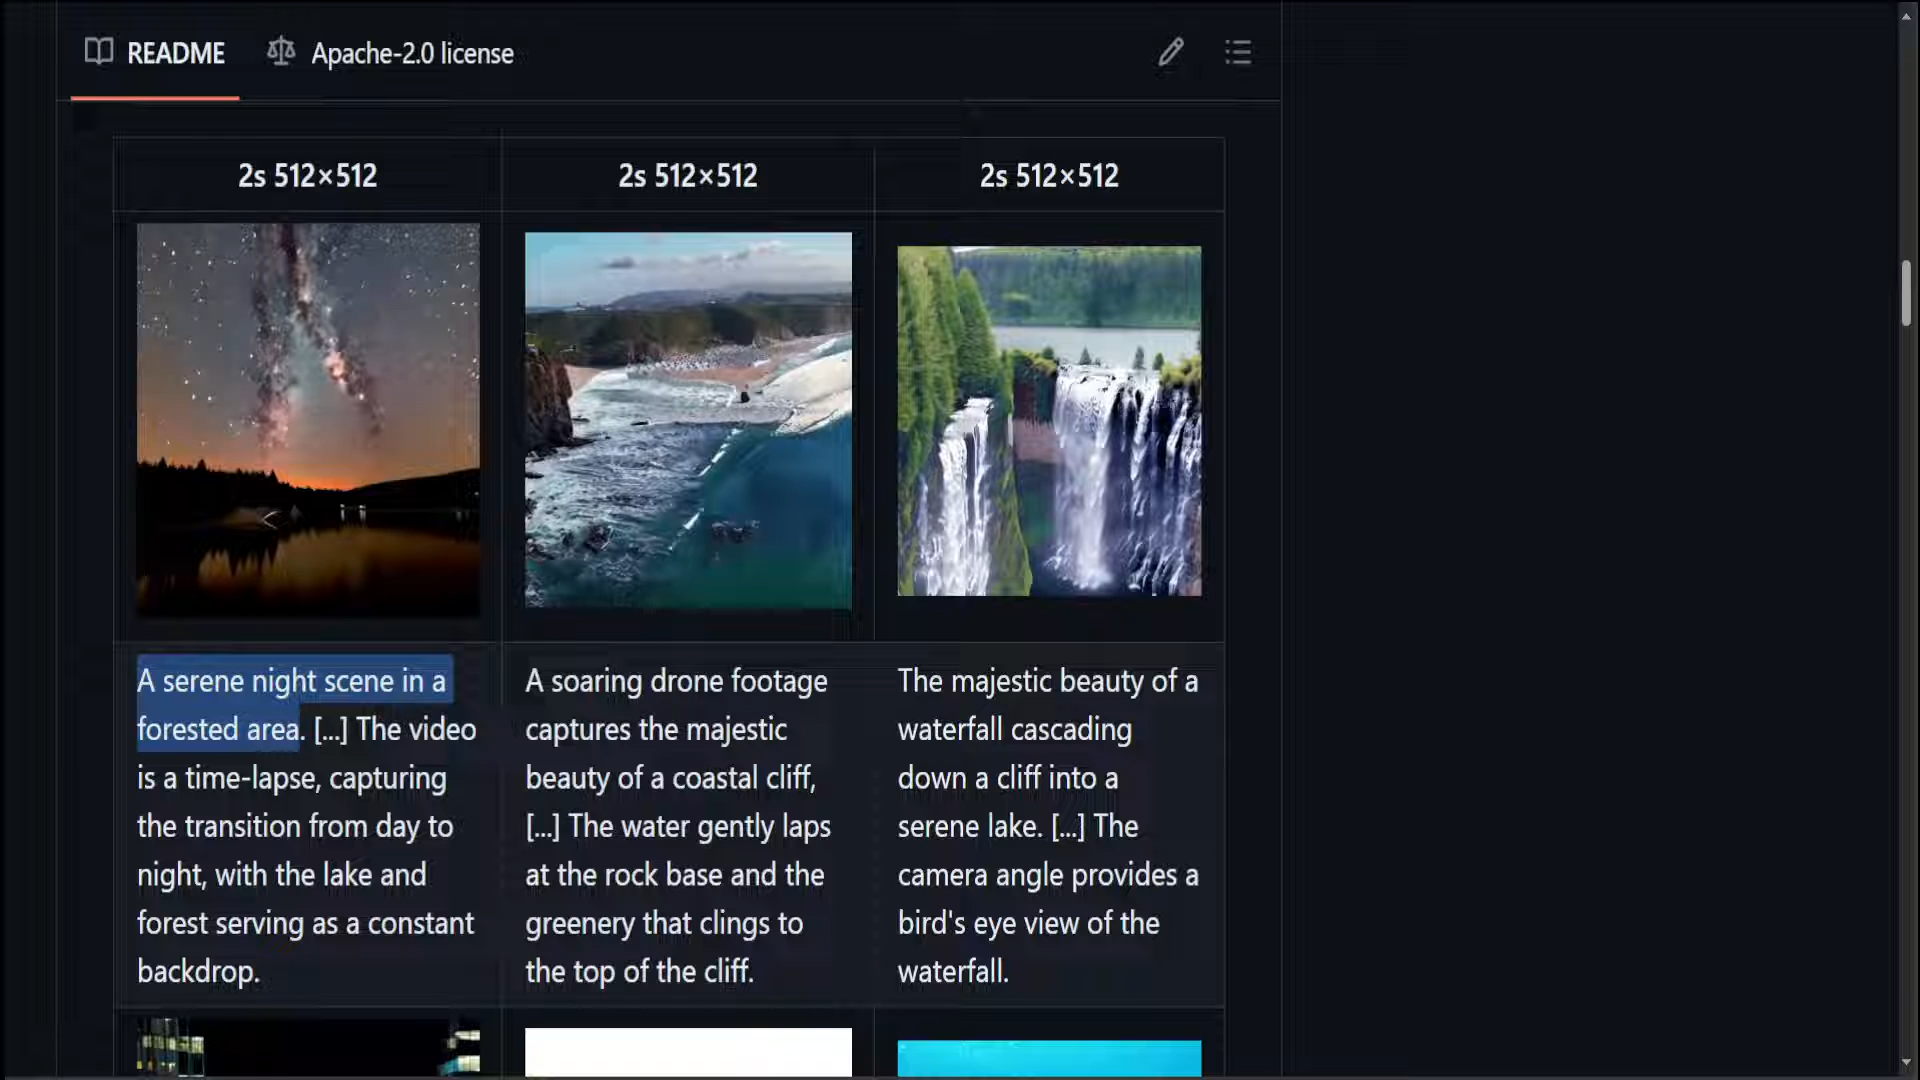 README
Apache-2.0 license
2s 512×512
2s 512×512
2s 512×512
A serene night scene in a
forested area. [...] The video
is a time-lapse, capturing
the transition from day to
night, with the lake and
forest serving as a constant
backdrop.
A soaring drone footage
captures the majestic
beauty of a coastal cliff,
[...] The water gently laps
at the rock base and the
greenery that clings to
the top of the cliff.
The majestic beauty of a
waterfall cascading
down a cliff into a
serene lake. [...] The
camera angle provides a
bird's eye view of the
waterfall.